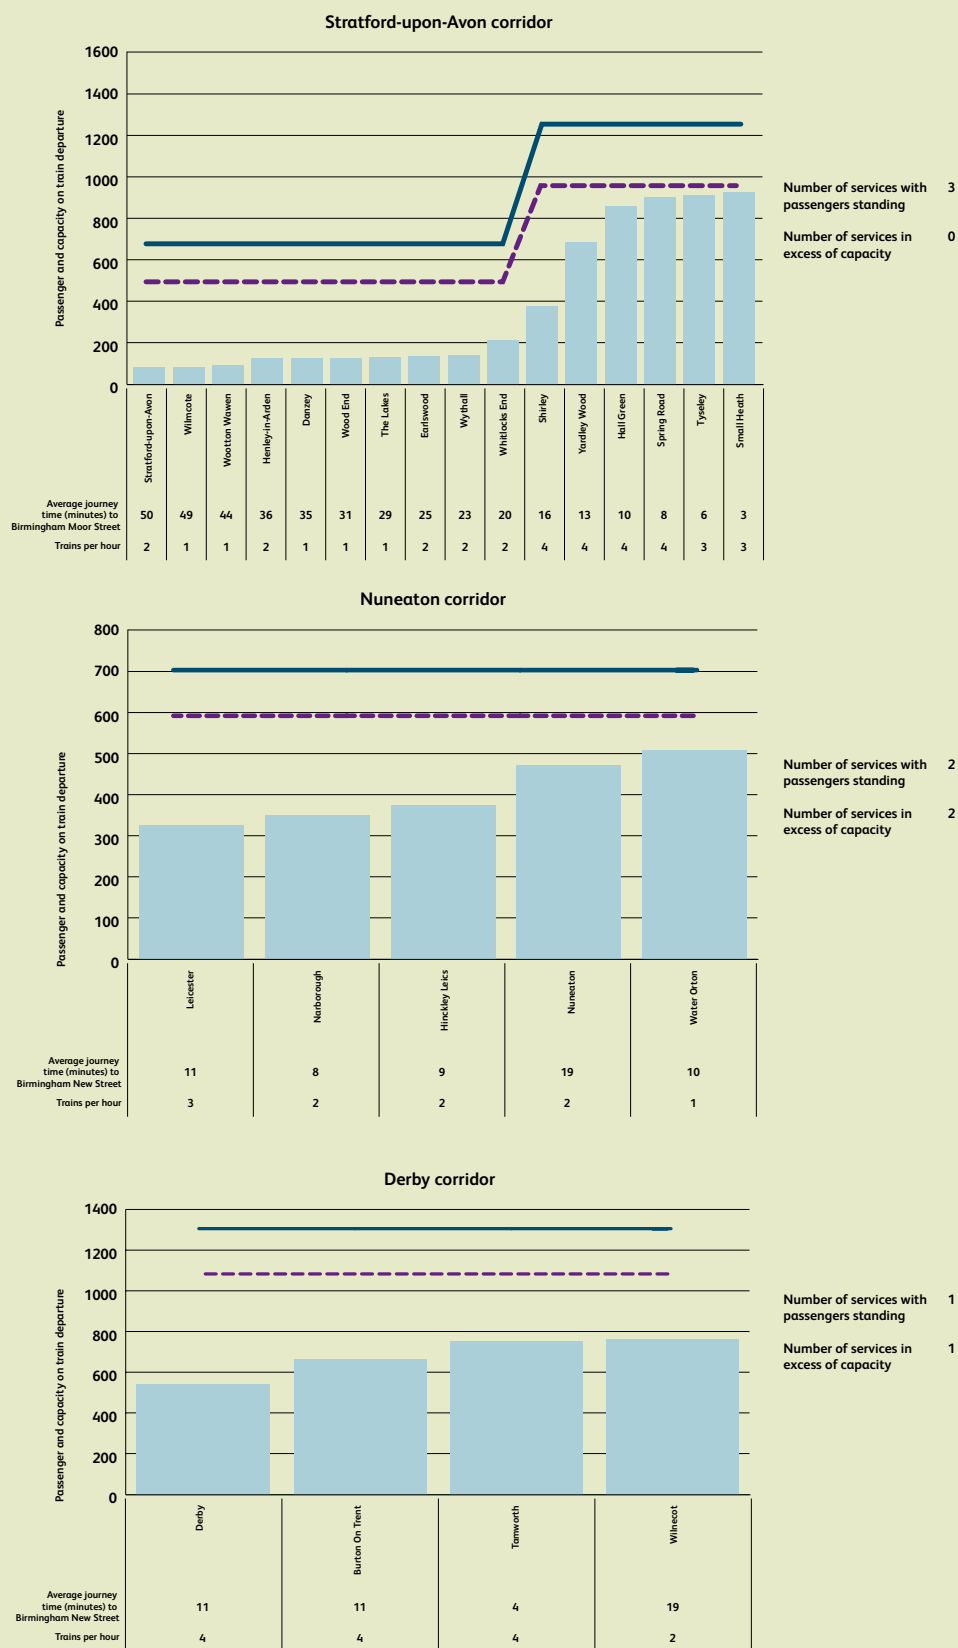 Stratford-upon-Avon corridor
Passenger and capacity on train departure
1600
1400
1200
1000
800
600
400
200
0
Number of services with 3
passengers standing
Number of services in 0
excess of capacity
Stratford-upon-Avon
Wilmcote
Wootton Wawen
Henley-in-Arden
Danzey
Wood End
The Lakes
Earlswood
Wythall
Whitlocks End
Shirley
Yardley Wood
Hall Green
Spring Road
Tyseley
Small Heath
Average journey
time (minutes) to
Birmingham Moor Street
50 49 44 36 35 31 29 25 23 20 16 13 10 8 6 3
Trains per hour 2 1 1 2 1 1 1 2 2 2 4 4 4 4 3 3
Nuneaton corridor
Passenger and capacity on train departure
800
700
600
500
400
300
200
100
0
Number of services with 2
passengers standing
Number of services in 2
excess of capacity
Leicester
Narborough
Hinckley Leics
Nuneaton
Water Orton
Average journey
time (minutes) to
Birmingham New Street
11 8 9 19 10
Trains per hour 3 2 2 2 1
Derby corridor
Passenger and capacity on train departure
1400
1200
1000
800
600
400
200
0
Number of services with 1
passengers standing
Number of services in 1
excess of capacity
Derby
Burton On Trent
Tamworth
Wilnecot
Average journey
time (minutes) to
Birmingham New Street
11 11 4 19
Trains per hour 4 4 4 2